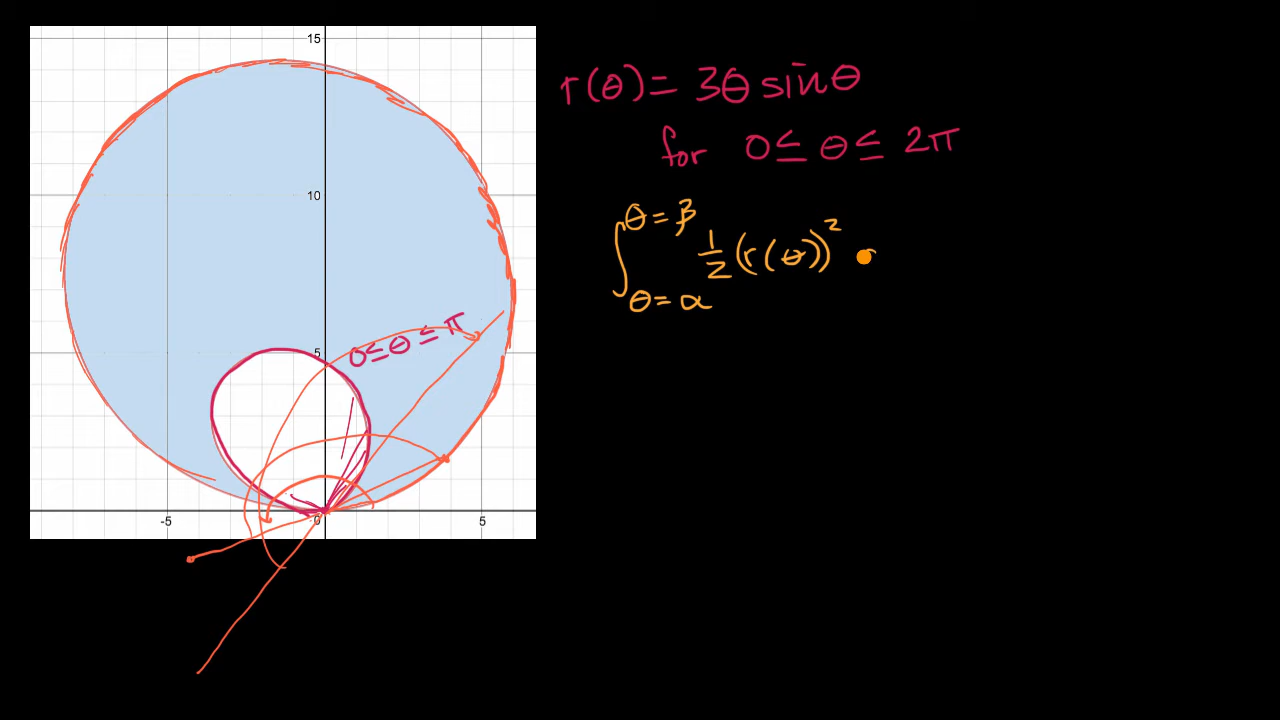 15
r(θ) = 3θ sinθ
for 0 ≤ θ ≤ 2π
10
∫ θ = β
1/2 (r(θ))²
θ = α
5
0 ≤ θ ≤ π
-5 0 5